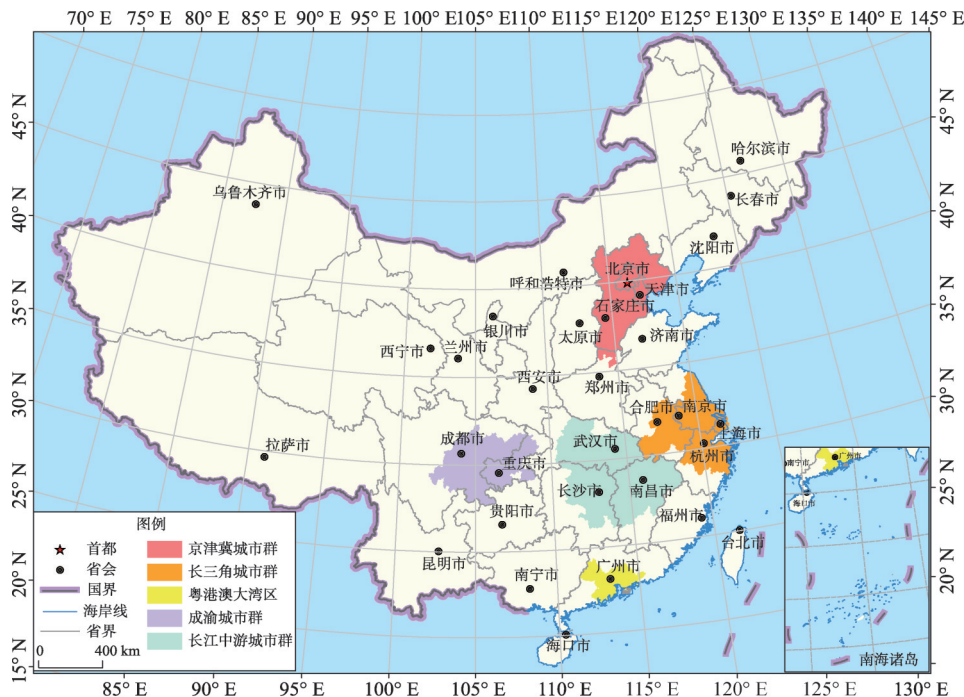 70° E 75° E 80° E 85° E 90° E 95° E 100° E 105° E 110° E 115° E 120° E 125° E 130° E 135° E 140° E 145° E
45° N
40° N
35° N
30° N
25° N
20° N
15° N
45° N
40° N
35° N
30° N
25° N
20° N
哈尔滨市
长春市
乌鲁木齐市
沈阳市
北京市
呼和浩特市
天津市
石家庄市
银川市
太原市
济南市
西宁市
兰州市
西安市
郑州市
合肥市
南京市
上海市
成都市
武汉市
拉萨市
杭州市
重庆市
长沙市
南昌市
贵阳市
福州市
台北市
昆明市
广州市
南宁市
海口市
图例
首都
省会
国界
海岸线
省界
0 400 km
京津冀城市群
长三角城市群
粤港澳大湾区
成渝城市群
长江中游城市群
南宁市
广州市
海口市
南海诸岛
85° E 90° E 95° E 100° E 105° E 110° E 115° E 120° E 125° E 130° E